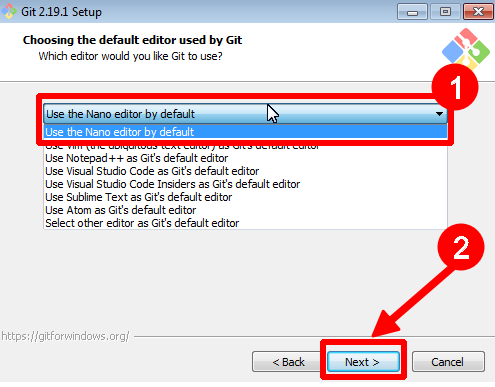 Git 2.19.1 Setup
Choosing the default editor used by Git
Which editor would you like Git to use?
1
Use the Nano editor by default
Use the Nano editor by default
Use Vim (the ubiquitous text editor) as Git's default editor
Use Notepad++ as Git's default editor
Use Visual Studio Code as Git's default editor
Use Visual Studio Code Insiders as Git's default editor
Use Sublime Text as Git's default editor
Use Atom as Git's default editor
Select other editor as Git's default editor
2
https://gitforwindows.org/
< Back Next > Cancel